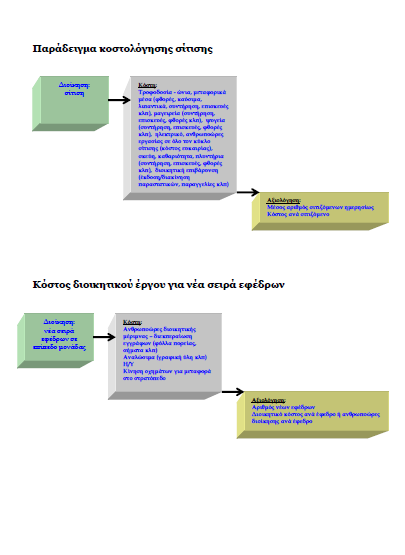 Παράδειγμα κοστολόγησης σίτισης
Διοίκηση:
σίτιση
Κόστη:
Τροφοδοσία - ώνια, μεταφορικά
μέσα (φθορές, καύσιμα,
λιπαντικά, συντήρηση, επισκευές
κλπ), μαγειρεία (συντήρηση,
επισκευές, φθορές κλπ), ψυγεία
(συντήρηση, επισκευές, φθορές
κλπ), ηλεκτρικό, ανθρωποώρες
εργασίας σε όλο τον κύκλο
σίτισης (κόστος ευκαιρίας),
σκεύη, καθαριότητα, πλυντήρια
(συντήρηση, επισκευές, φθορές
κλπ), διοικητική επιβάρυνση
(έκδοση/διακίνηση
παραστατικών, παραγγελίες κλπ)
Αξιολόγηση:
Μέσος αριθμός σιτιζόμενων ημερησίως
Κόστος ανά σιτιζόμενο
Κόστος διοικητικού έργου για νέα σειρά εφέδρων
Διοίκηση:
νέα σειρά
εφέδρων σε
επίπεδο μονάδας
Κόστη:
Ανθρωποώρες διοικητικής
μέριμνας – διεκπεραίωση
εγγράφων (φύλλα πορείας,
σήματα κλπ)
Αναλώσιμα (γραφική ύλη κλπ)
Η/Υ
Κίνηση οχημάτων για μεταφορά
στο στρατόπεδο
Αξιολόγηση:
Αριθμός νέων εφέδρων
Διοικητικό κόστος ανά έφεδρο ή ανθρωποώρες
διοίκησης ανά έφεδρο